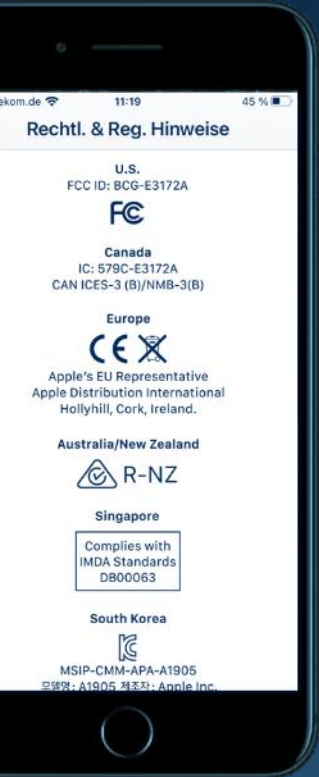 ekom.de 11:19 45 %
Rechtl. & Reg. Hinweise
U.S.
FCC ID: BCG-E3172A
FC
Canada
IC: 579C-E3172A
CAN ICES-3 (B)/NMB-3(B)
Europe
CE
Apple's EU Representative
Apple Distribution International
Hollyhill, Cork, Ireland.
Australia/New Zealand
R-NZ
Singapore
Complies with
IMDA Standards
DB00063
South Korea
MSIP-CMM-APA-A1905
모델명: A1905 제조자: Apple Inc.